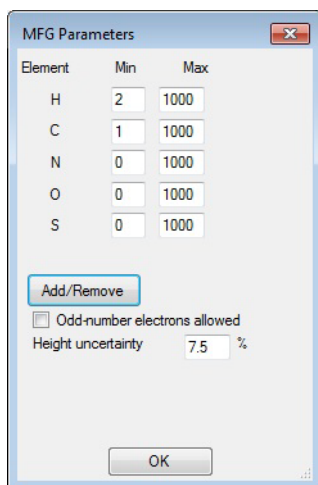 MFG Parameters
Element Min Max
H 2 1000
C 1 1000
N 0 1000
O 0 1000
S 0 1000
Add/Remove
Odd-number electrons allowed
Height uncertainty 7.5 %
OK